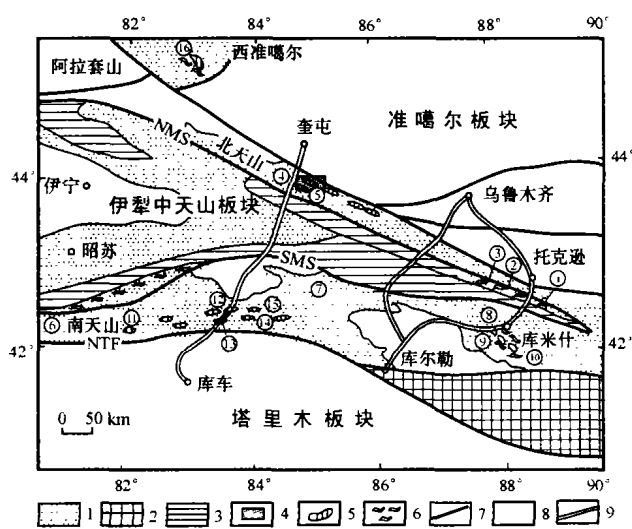 82° 84° 86° 88° 90°
⑯
西准噶尔
阿拉套山
奎屯
准噶尔板块
NMS
北天山
44°
44°
④
⑤
伊宁
乌鲁木齐
伊犁中天山板块
托克逊
昭苏
SMS
③ ② ①
⑦
⑫ ⑮
⑧
⑥ 南天山 ⑪
⑭
⑨ 库米什
42°
NTF
⑬
⑩
42°
库尔勒
库车
塔里木板块
0 50 km
82° 84° 86° 88° 90°
1 2 3 4 5 6 7 8 9